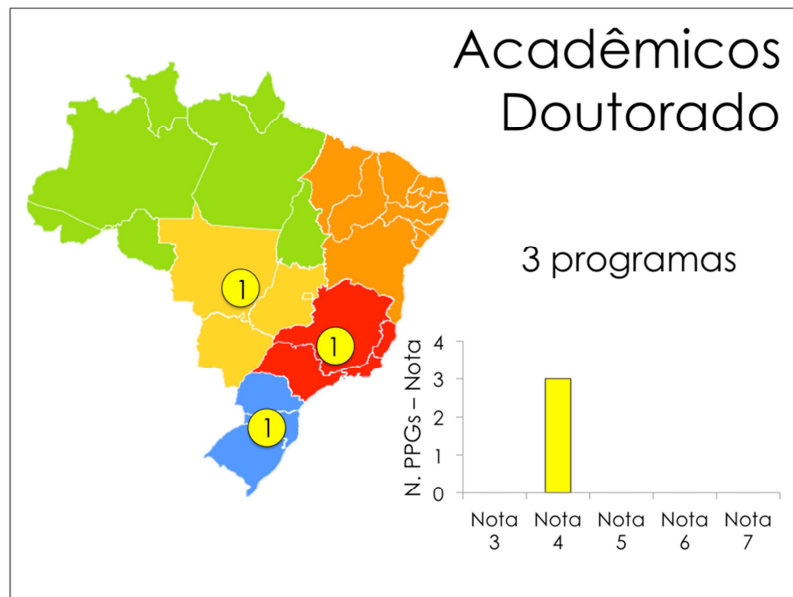 Acadêmicos
Doutorado
3 programas
1
1
1
N. PPGs – Nota
4
3
2
1
0
Nota Nota Nota Nota Nota
3 4 5 6 7